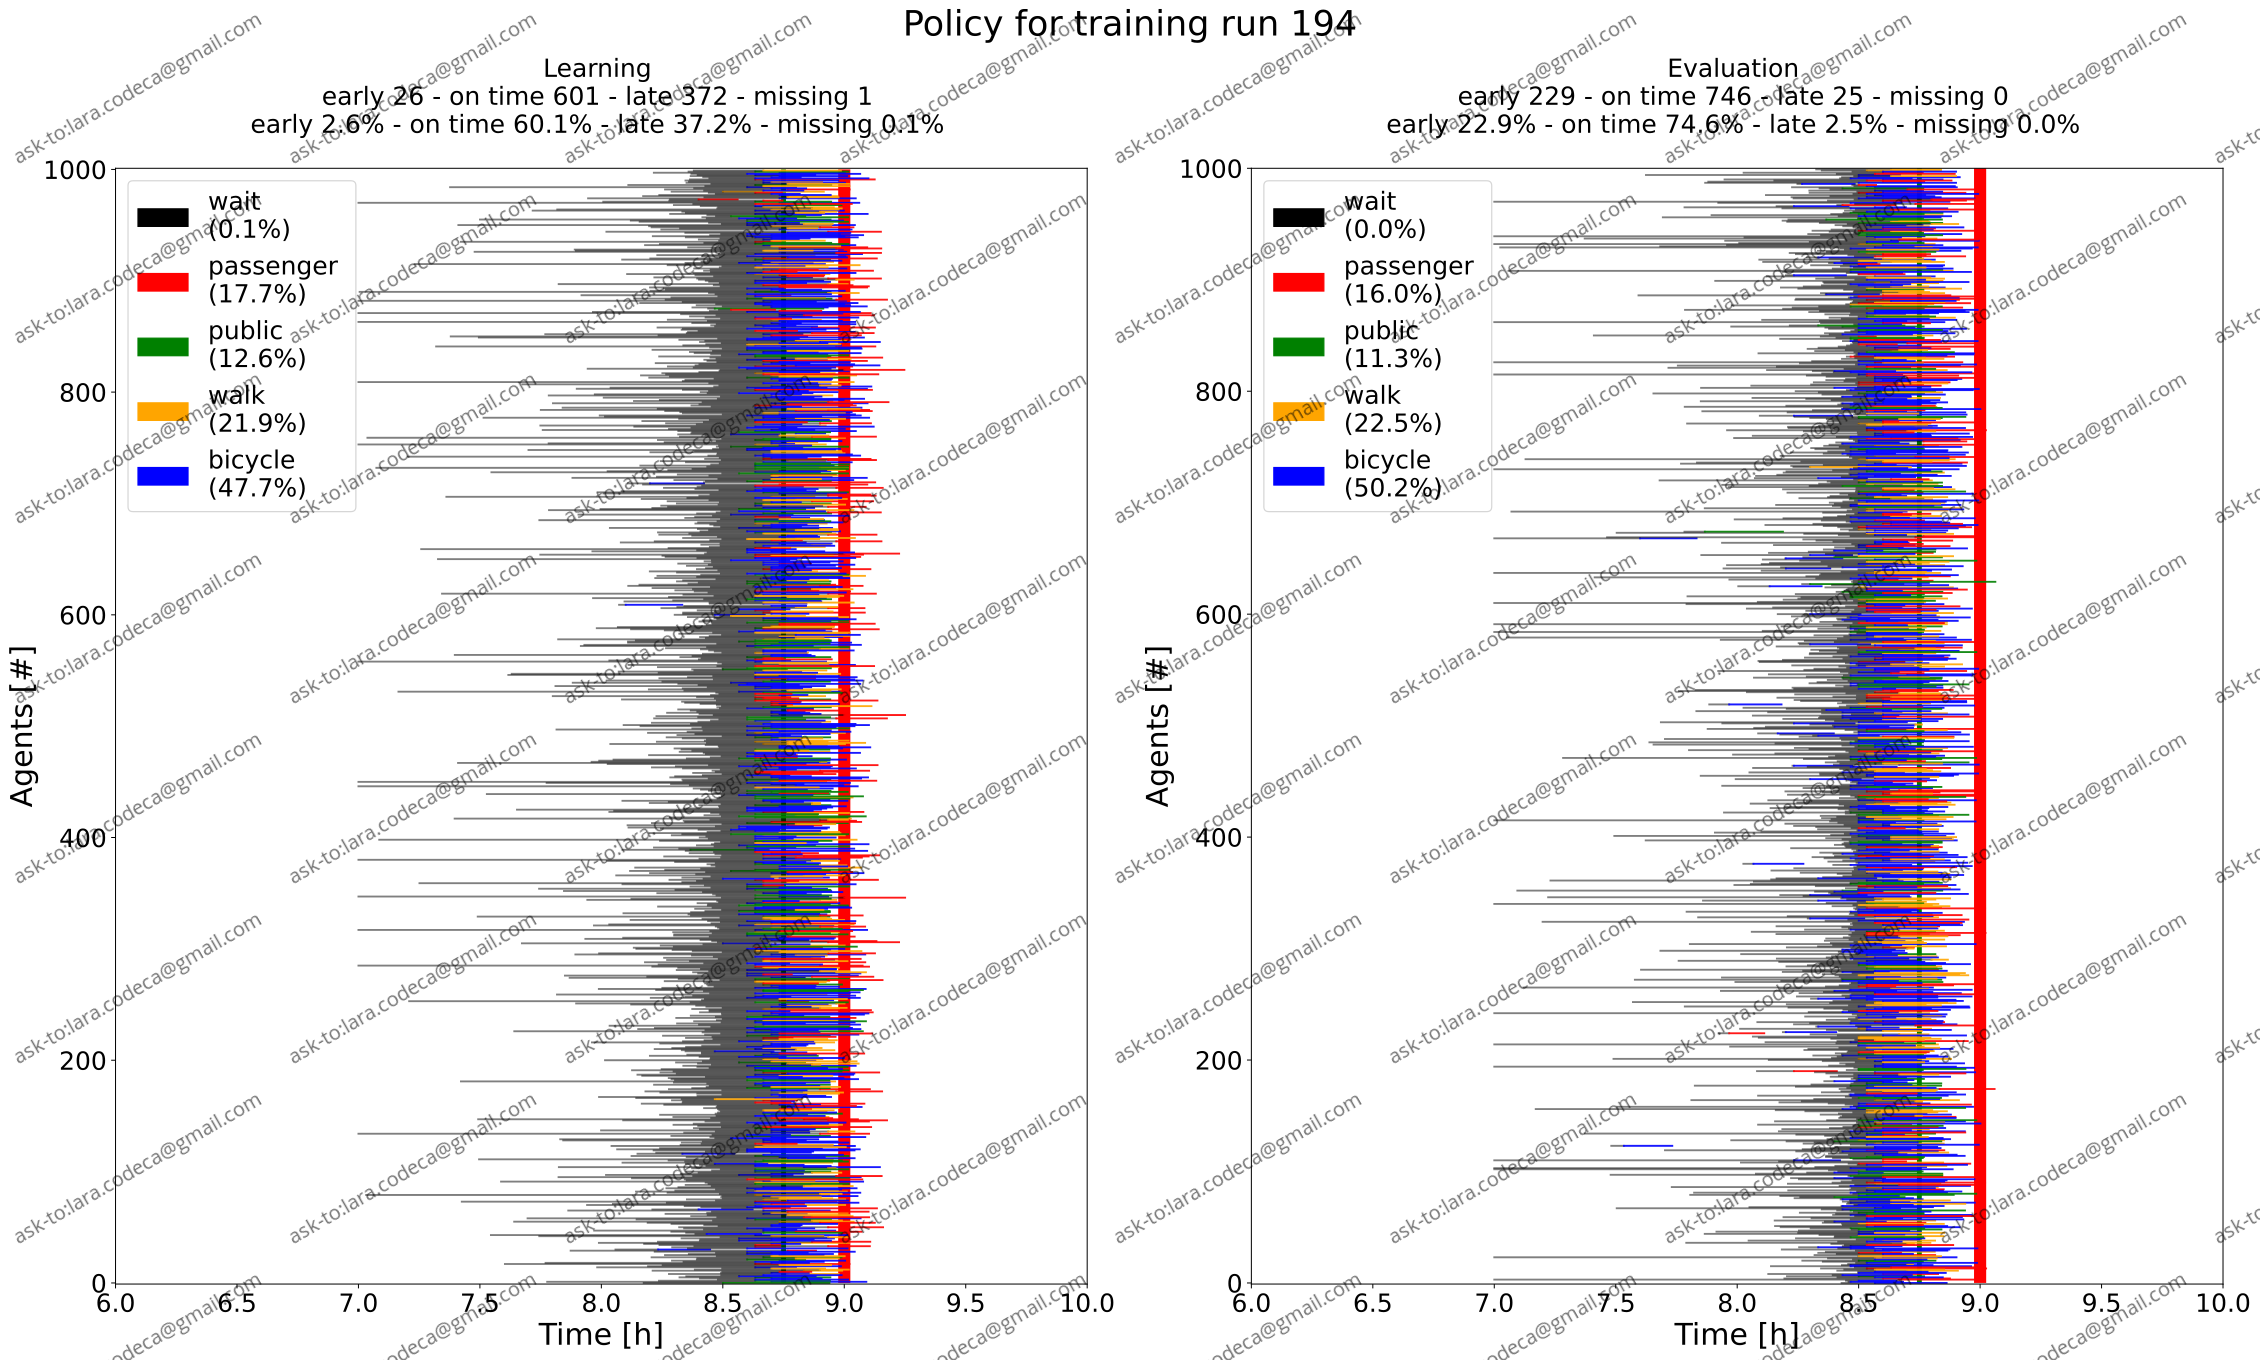 Policy for training run 194
Learning
early 26 - on time 601 - late 372 - missing 1
early 2.6% - on time 60.1% - late 37.2% - missing 0.1%
1000
800
600
400
200
0
Agents [#]
wait
(0.1%)
passenger
(17.7%)
public
(12.6%)
walk
(21.9%)
bicycle
(47.7%)
6.0 6.5 7.0 7.5 8.0 8.5 9.0 9.5 10.0
Time [h]
Evaluation
early 229 - on time 746 - late 25 - missing 0
early 22.9% - on time 74.6% - late 2.5% - missing 0.0%
1000
800
600
400
200
0
Agents [#]
wait
(0.0%)
passenger
(16.0%)
public
(11.3%)
walk
(22.5%)
bicycle
(50.2%)
6.0 6.5 7.0 7.5 8.0 8.5 9.0 9.5 10.0
Time [h]
ask-to:lara.codeca@gmail.com